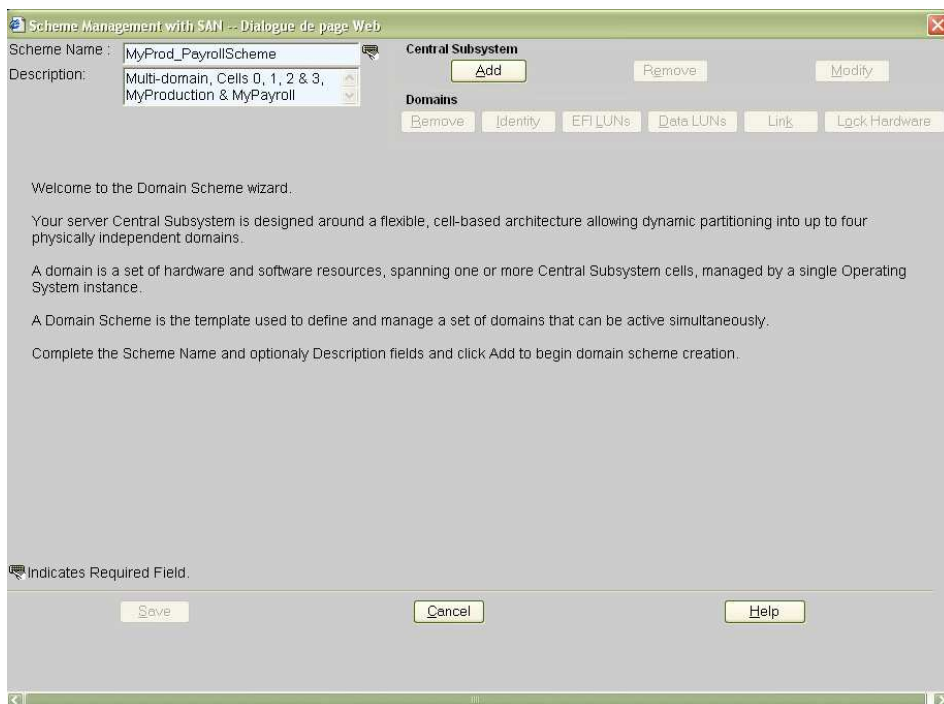 Scheme Management with SAN -- Dialogue de page Web
Scheme Name :
MyProd_PayrollScheme
Description:
Multi-domain, Cells 0, 1, 2 & 3,
MyProduction & MyPayroll
Central Subsystem
Add Remove Modify
Domains
Remove Identity EFI LUNs Data LUNs Link Lock Hardware
Welcome to the Domain Scheme wizard.
Your server Central Subsystem is designed around a flexible, cell-based architecture allowing dynamic partitioning into up to four
physically independent domains.
A domain is a set of hardware and software resources, spanning one or more Central Subsystem cells, managed by a single Operating
System instance.
A Domain Scheme is the template used to define and manage a set of domains that can be active simultaneously.
Complete the Scheme Name and optionaly Description fields and click Add to begin domain scheme creation.
Indicates Required Field.
Save Cancel Help